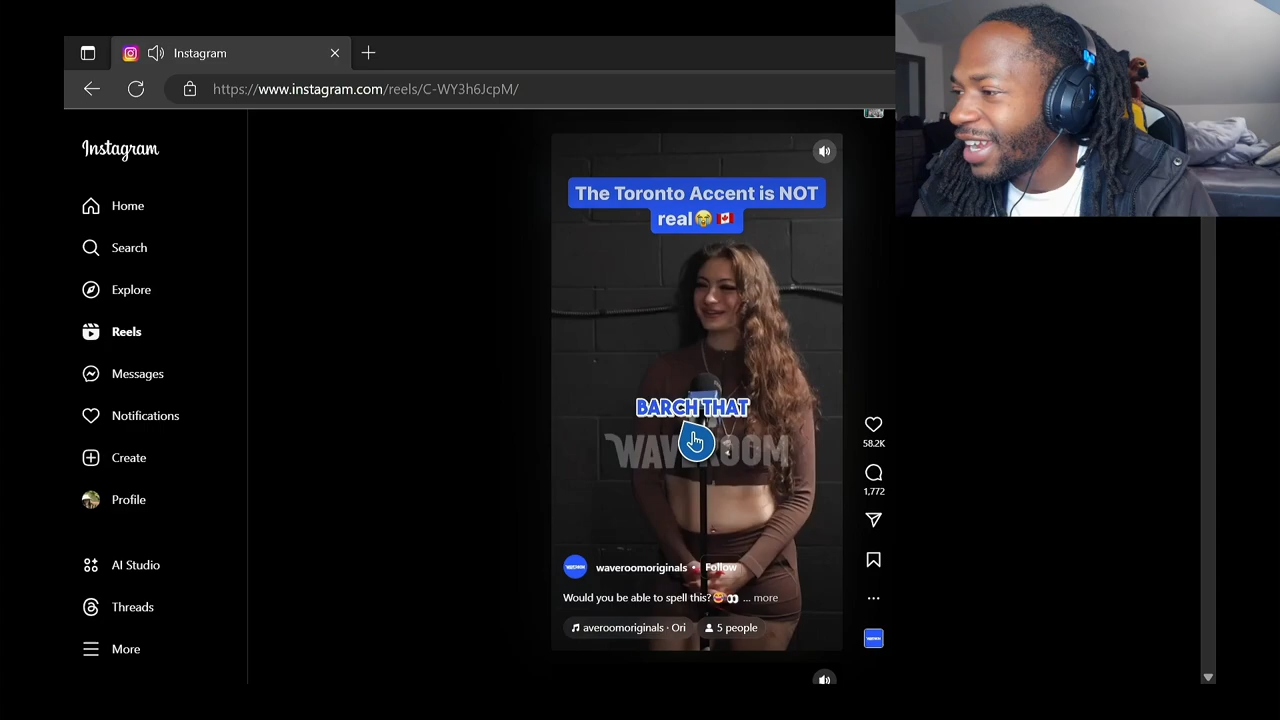 Instagram
https://www.instagram.com/reels/C-WY3h6JcpM/
Instagram
Home
Search
Explore
Reels
Messages
Notifications
Create
Profile
AI Studio
Threads
More
The Toronto Accent is NOT
real😭 🇨🇦
BARCH THAT
WAVEROOM
waveroomoriginals • Follow
Would you be able to spell this?😅👀 ... more
averoomoriginals · Ori
5 people
58.2K
1,772